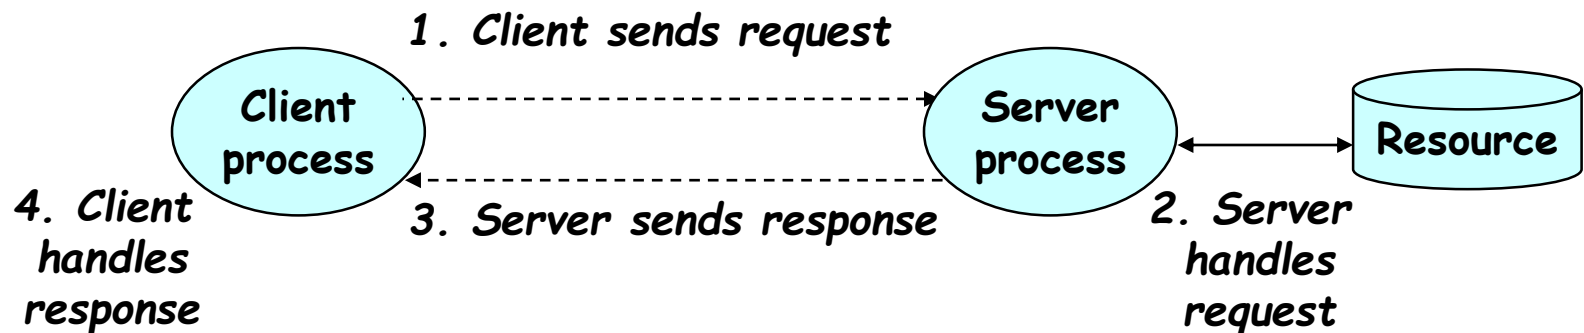 1. Client sends request
Client
process
Server
process
Resource
3. Server sends response
4. Client
handles
response
2. Server
handles
request